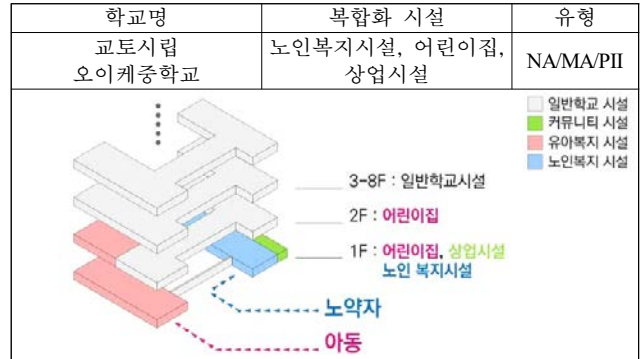 학교명 복합화 시설 유형
교토시립 오이케중학교 노인복지시설, 어린이집, 상업시설 NA/MA/PII
일반학교 시설
커뮤니티 시설
유아복지 시설
노인복지 시설
3-8F : 일반학교시설
2F : 어린이집
1F : 어린이집, 상업시설
노인 복지시설
노약자
아동